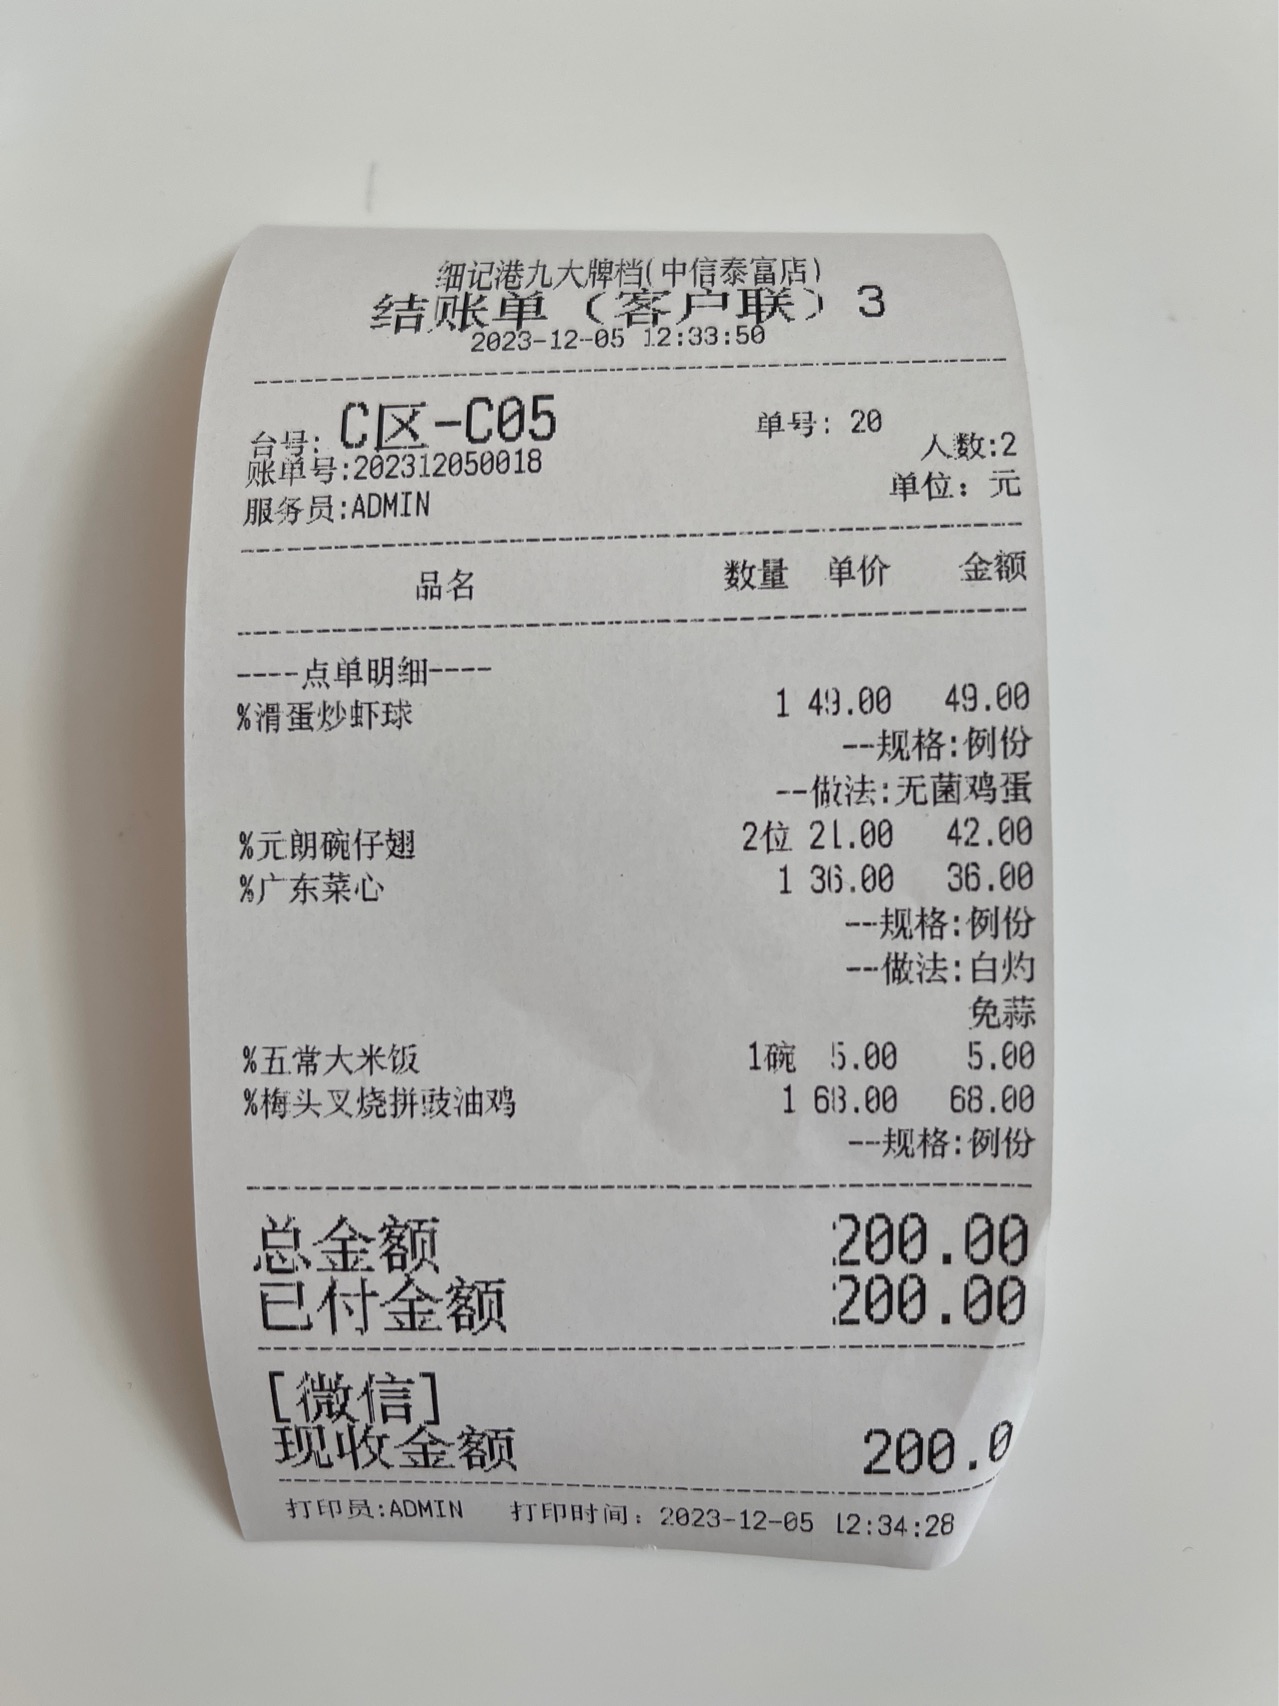 细记港九大牌档(中信泰富店)
结账单（客户联）3
2023-12-05 12:33:50
台号: C区-C05 单号: 20
人数:2
账单号:202312050018
单位: 元
服务员:ADMIN
品名 数量 单价 金额
----点单明细----
%滑蛋炒虾球 1 49.00 49.00
--规格:例份
--做法:无菌鸡蛋
%元朗碗仔翅 2位 21.00 42.00
%广东菜心 1 36.00 36.00
--规格:例份
--做法:白灼
免蒜
%五常大米饭 1碗 5.00 5.00
%梅头叉烧拼豉油鸡 1 68.00 68.00
--规格:例份
总金额 200.00
已付金额 200.00
[微信]
现收金额 200.0
打印员:ADMIN 打印时间: 2023-12-05 12:34:28